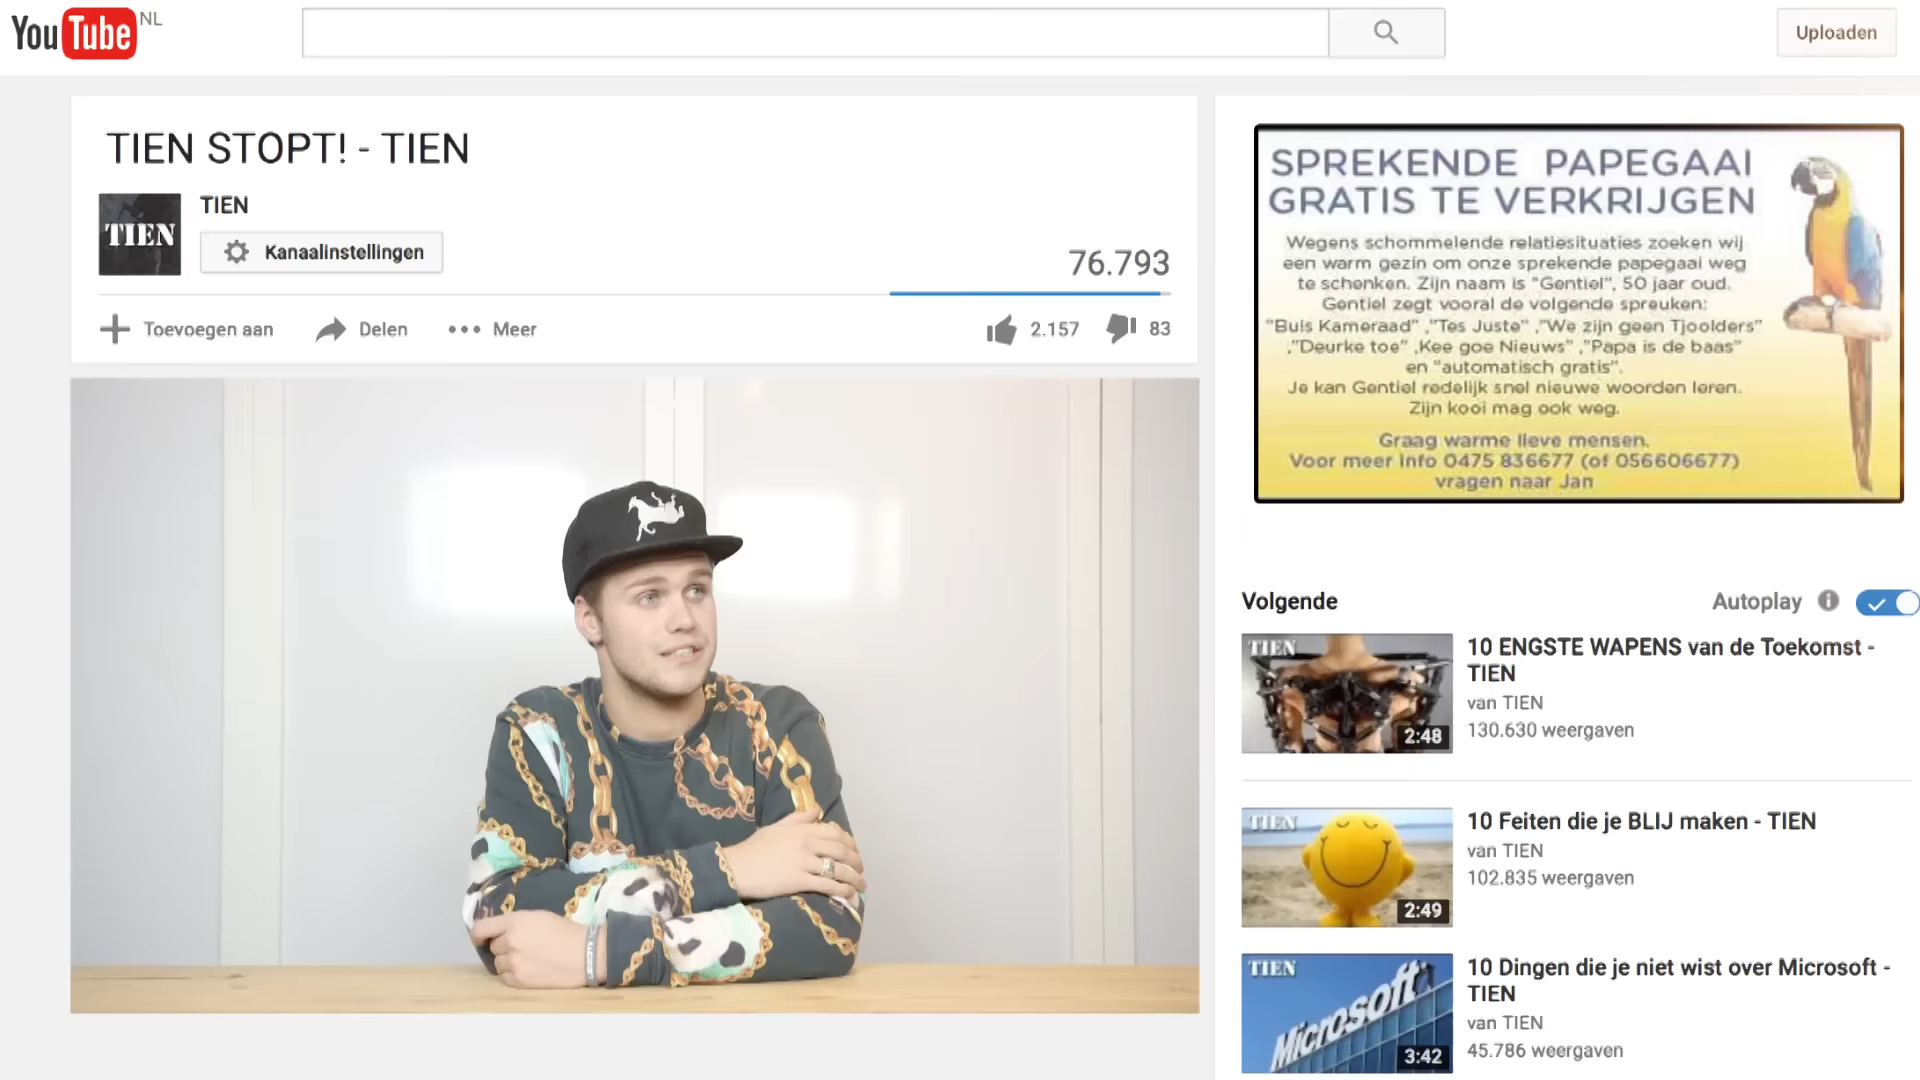 YouTube NL
Uploaden
TIEN STOPT! - TIEN
TIEN
TIEN
Kanaalinstellingen
76.793
Toevoegen aan
Delen
Meer
2.157
83
SPREKENDE PAPEGAAI
GRATIS TE VERKRIJGEN
Wegens schommelende relatiesituaties zoeken wij
een warm gezin om onze sprekende papegaai weg
te schenken. Zijn naam is "Gentiel", 50 jaar oud.
Gentiel zegt vooral de volgende spreuken:
"Buis Kameraad" ,"Tes Juste" ,"We zijn geen Tjoolders"
,"Deurke toe" ,Kee goe Nieuws" ,"Papa is de baas"
en "automatisch gratis".
Je kan Gentiel redelijk snel nieuwe woorden leren.
Zijn kooi mag ook weg.
Graag warme lieve mensen.
Voor meer info 0475 836677 (of 056606677)
vragen naar Jan
Volgende
Autoplay
TIEN
2:48
10 ENGSTE WAPENS van de Toekomst -
TIEN
van TIEN
130.630 weergaven
TIEN
2:49
10 Feiten die je BLIJ maken - TIEN
van TIEN
102.835 weergaven
TIEN
Microsoft
3:42
10 Dingen die je niet wist over Microsoft -
TIEN
van TIEN
45.786 weergaven